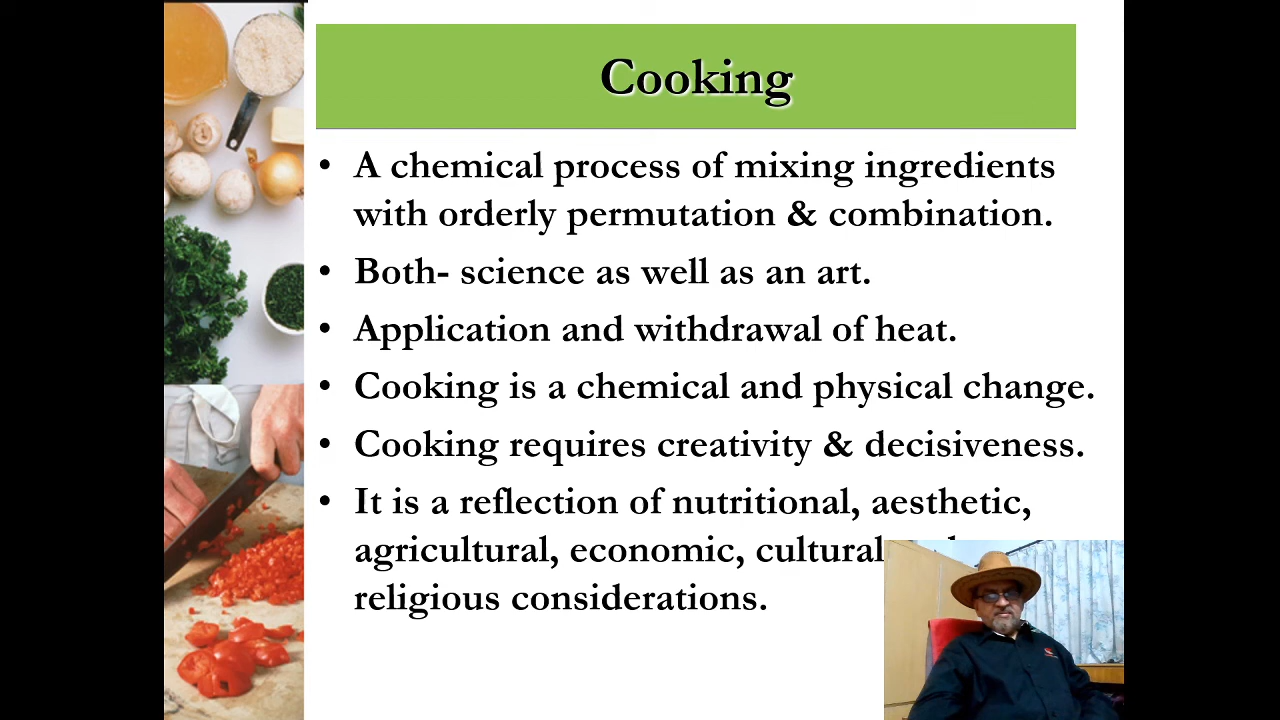 Cooking
• A chemical process of mixing ingredients
with orderly permutation & combination.
• Both- science as well as an art.
• Application and withdrawal of heat.
• Cooking is a chemical and physical change.
• Cooking requires creativity & decisiveness.
• It is a reflection of nutritional, aesthetic,
agricultural, economic, cultural
religious considerations.